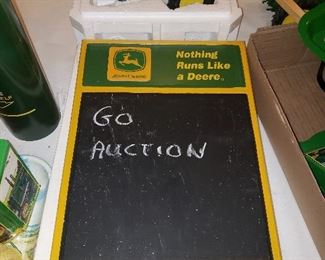 Nothing
Runs Like
a Deere.
JOHN DEERE
GO
AUCTION